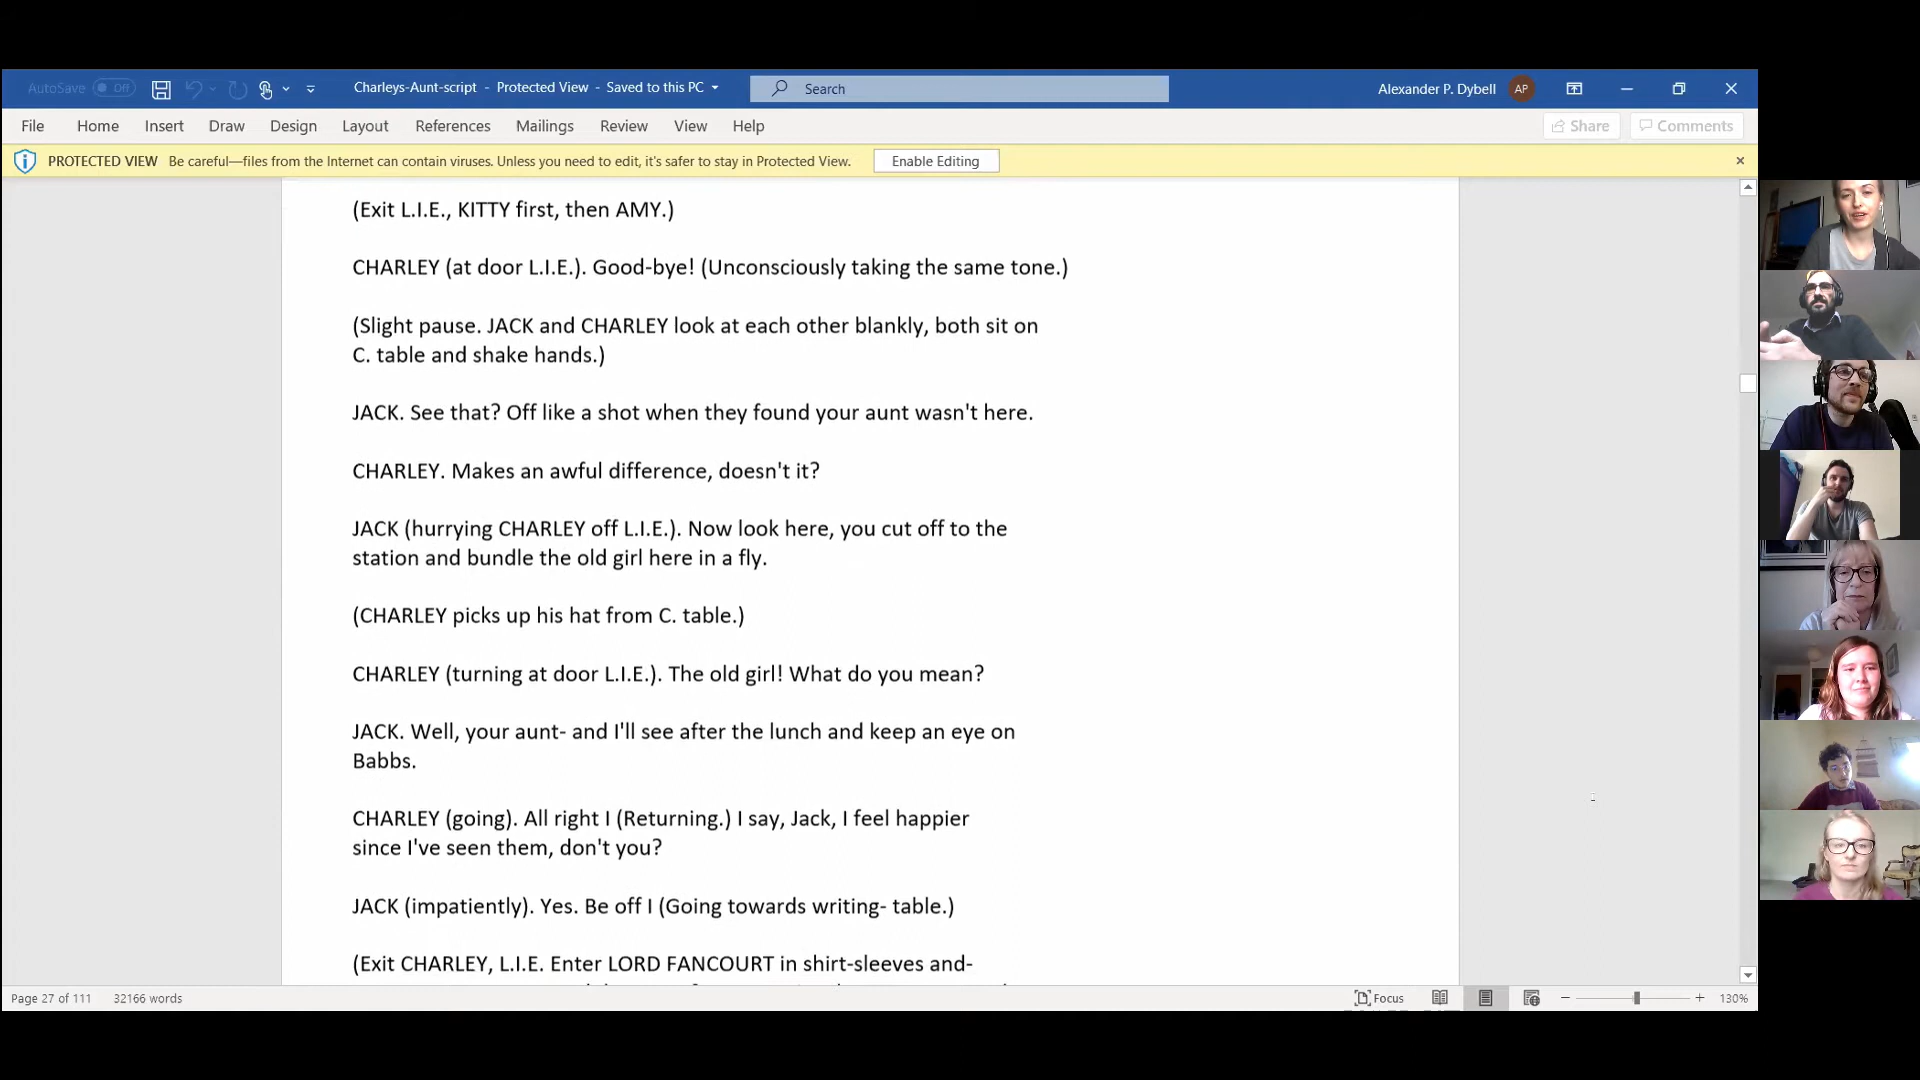 AutoSave Off Charleys-Aunt-script - Protected View - Saved to this PC Search Alexander P. Dybell AP
File Home Insert Draw Design Layout References Mailings Review View Help Share Comments
PROTECTED VIEW Be careful—files from the Internet can contain viruses. Unless you need to edit, it's safer to stay in Protected View. Enable Editing
(Exit L.I.E., KITTY first, then AMY.)
CHARLEY (at door L.I.E.). Good-bye! (Unconsciously taking the same tone.)
(Slight pause. JACK and CHARLEY look at each other blankly, both sit on
C. table and shake hands.)
JACK. See that? Off like a shot when they found your aunt wasn't here.
CHARLEY. Makes an awful difference, doesn't it?
JACK (hurrying CHARLEY off L.I.E.). Now look here, you cut off to the
station and bundle the old girl here in a fly.
(CHARLEY picks up his hat from C. table.)
CHARLEY (turning at door L.I.E.). The old girl! What do you mean?
JACK. Well, your aunt- and I'll see after the lunch and keep an eye on
Babbs.
CHARLEY (going). All right I (Returning.) I say, Jack, I feel happier
since I've seen them, don't you?
JACK (impatiently). Yes. Be off I (Going towards writing- table.)
(Exit CHARLEY, L.I.E. Enter LORD FANCOURT in shirt-sleeves and-
Page 27 of 111 32166 words Focus 130%